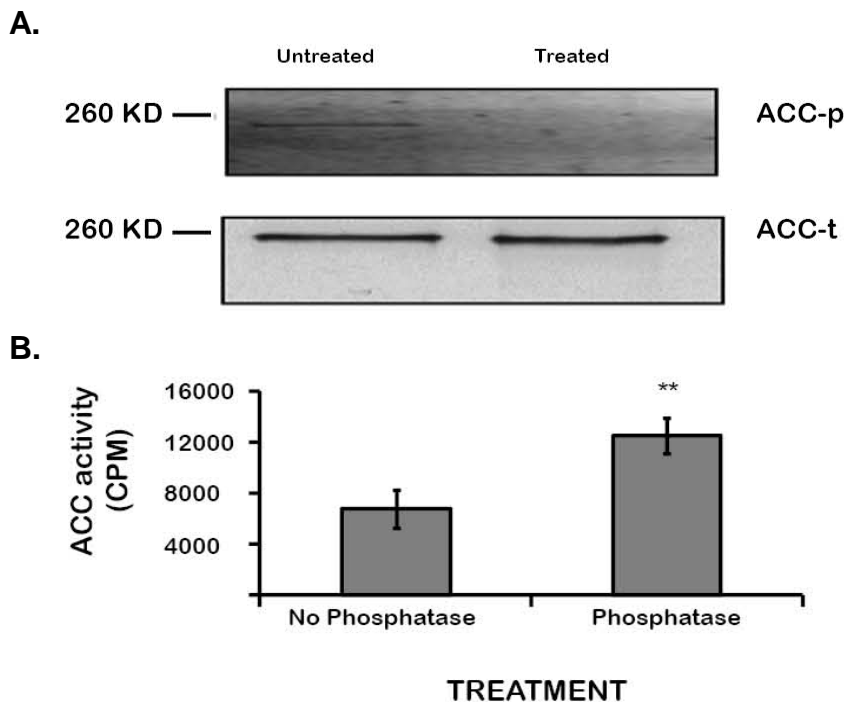 A.
Untreated Treated
260 KD ACC-p
260 KD ACC-t
B.
ACC activity
(CPM)
16000
12000
8000
4000
**
No Phosphatase Phosphatase
TREATMENT